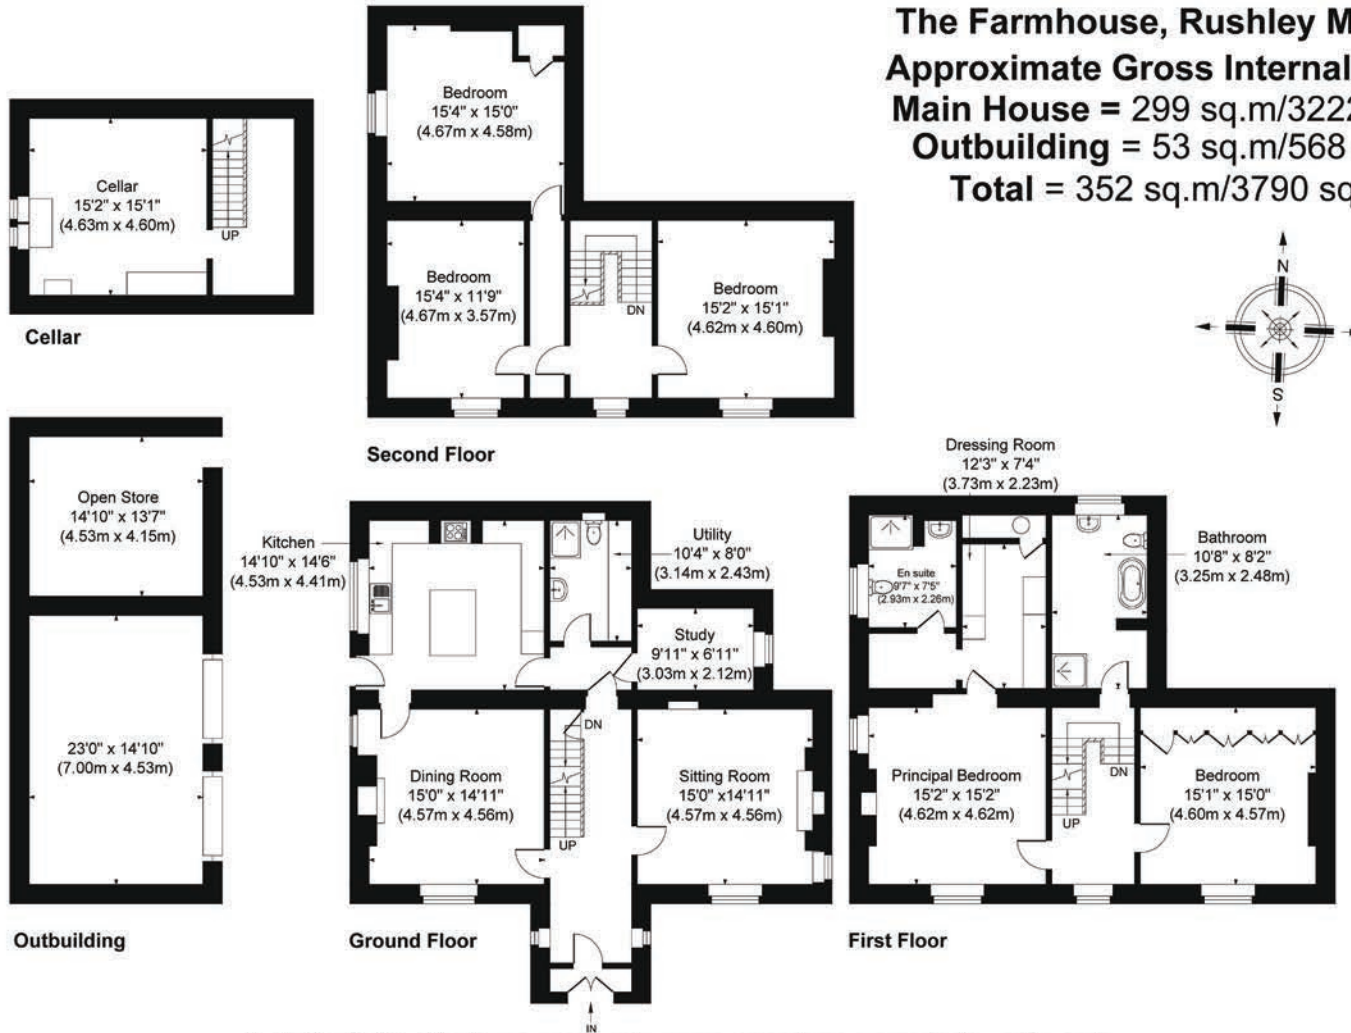 The Farmhouse, Rushley M
Approximate Gross Internal
Main House = 299 sq.m/3222
Outbuilding = 53 sq.m/568
Total = 352 sq.m/3790 sq
N
S
Cellar
15'2" x 15'1"
(4.63m x 4.60m)
UP
Cellar
Bedroom
15'4" x 15'0"
(4.67m x 4.58m)
Bedroom
15'4" x 11'9"
(4.67m x 3.57m)
DN
Bedroom
15'2" x 15'1"
(4.62m x 4.60m)
Second Floor
Open Store
14'10" x 13'7"
(4.53m x 4.15m)
23'0" x 14'10"
(7.00m x 4.53m)
Outbuilding
Kitchen
14'10" x 14'6"
(4.53m x 4.41m)
Utility
10'4" x 8'0"
(3.14m x 2.43m)
Study
9'11" x 6'11"
(3.03m x 2.12m)
DN
Dining Room
15'0" x 14'11"
(4.57m x 4.56m)
UP
Sitting Room
15'0" x14'11"
(4.57m x 4.56m)
Ground Floor
IN
Dressing Room
12'3" x 7'4"
(3.73m x 2.23m)
En suite
9'7" x 7'5"
(2.93m x 2.26m)
Bathroom
10'8" x 8'2"
(3.25m x 2.48m)
Principal Bedroom
15'2" x 15'2"
(4.62m x 4.62m)
DN
UP
Bedroom
15'1" x 15'0"
(4.60m x 4.57m)
First Floor